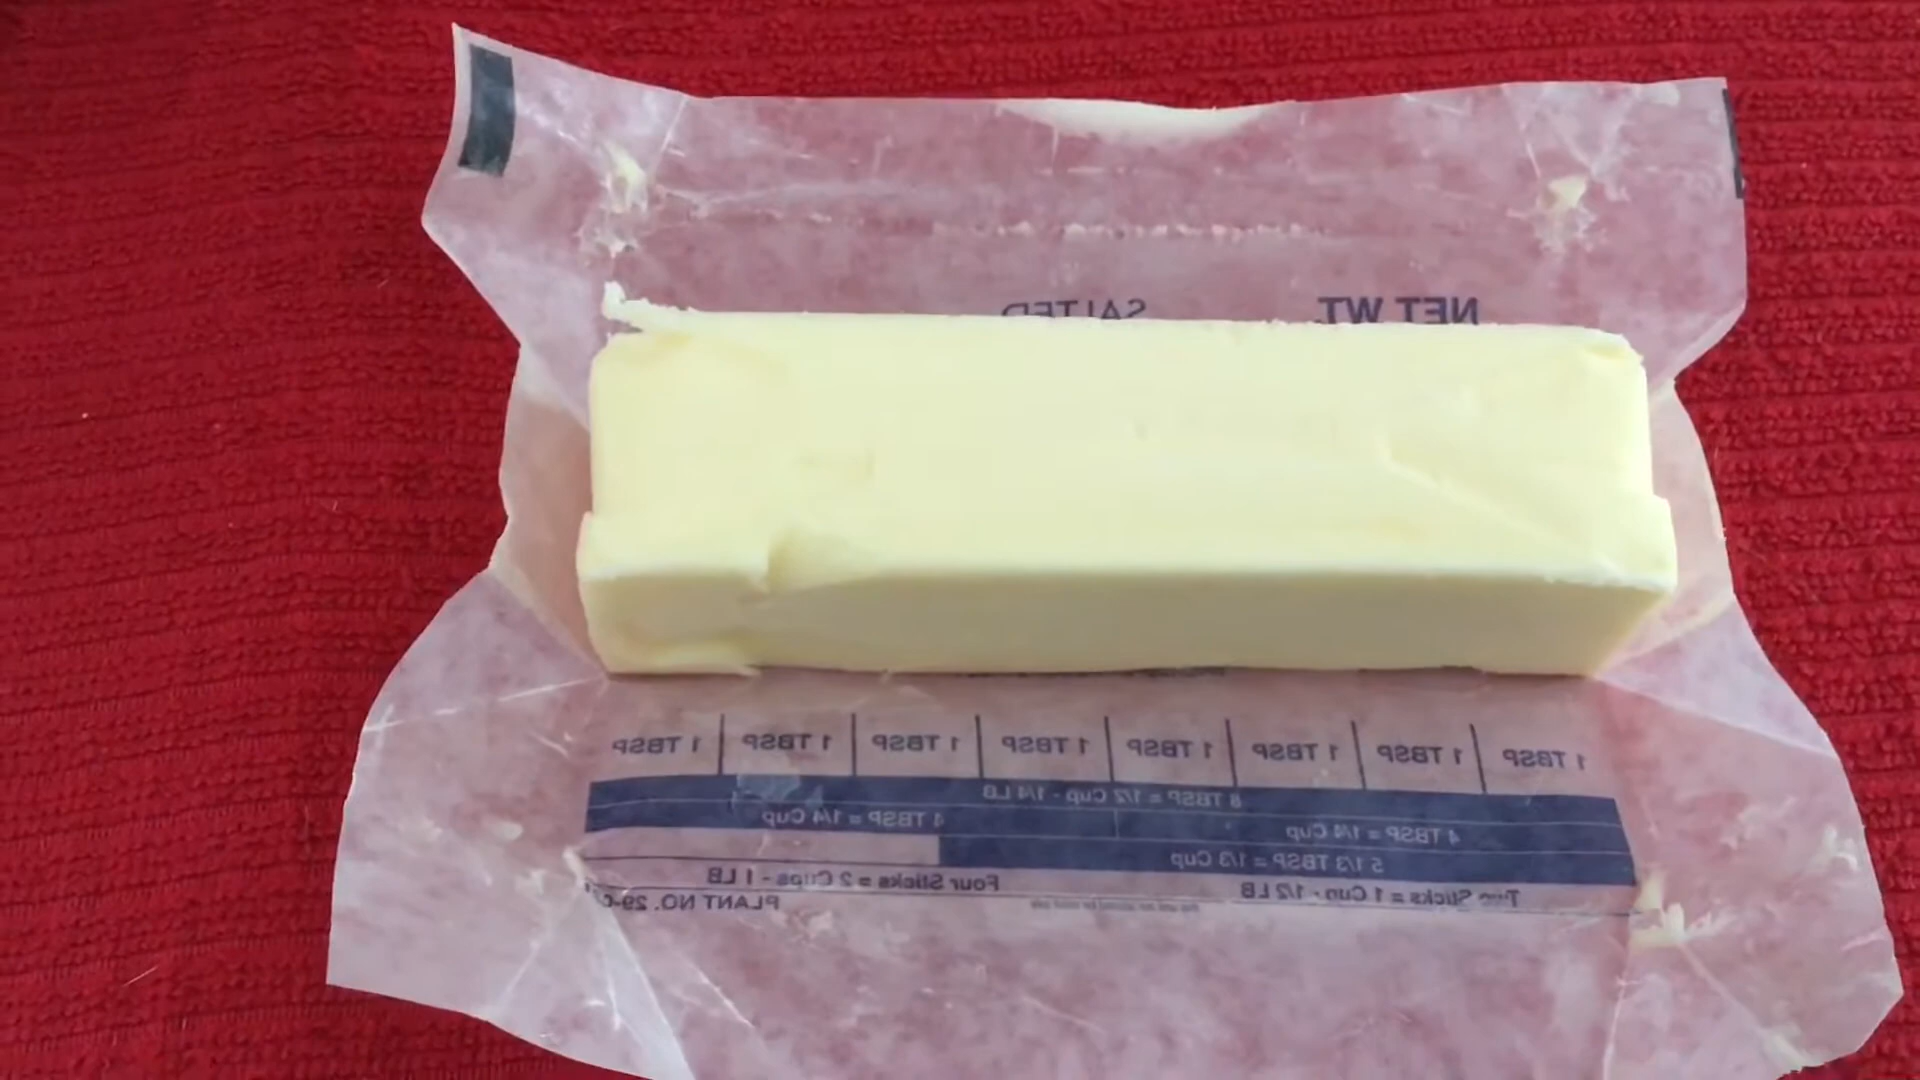 NET WT. SALTED
1 TBSP 1 TBSP 1 TBSP 1 TBSP 1 TBSP 1 TBSP 1 TBSP 1 TBSP
8 TBSP = 1/2 Cup - 1/4 LB
4 TBSP = 1/4 Cup 4 TBSP = 1/4 Cup
5 1/3 TBSP = 1/3 Cup
Two Sticks = 1 Cup - 1/2 LB Four Sticks = 2 Cups - 1 LB
PLANT NO.